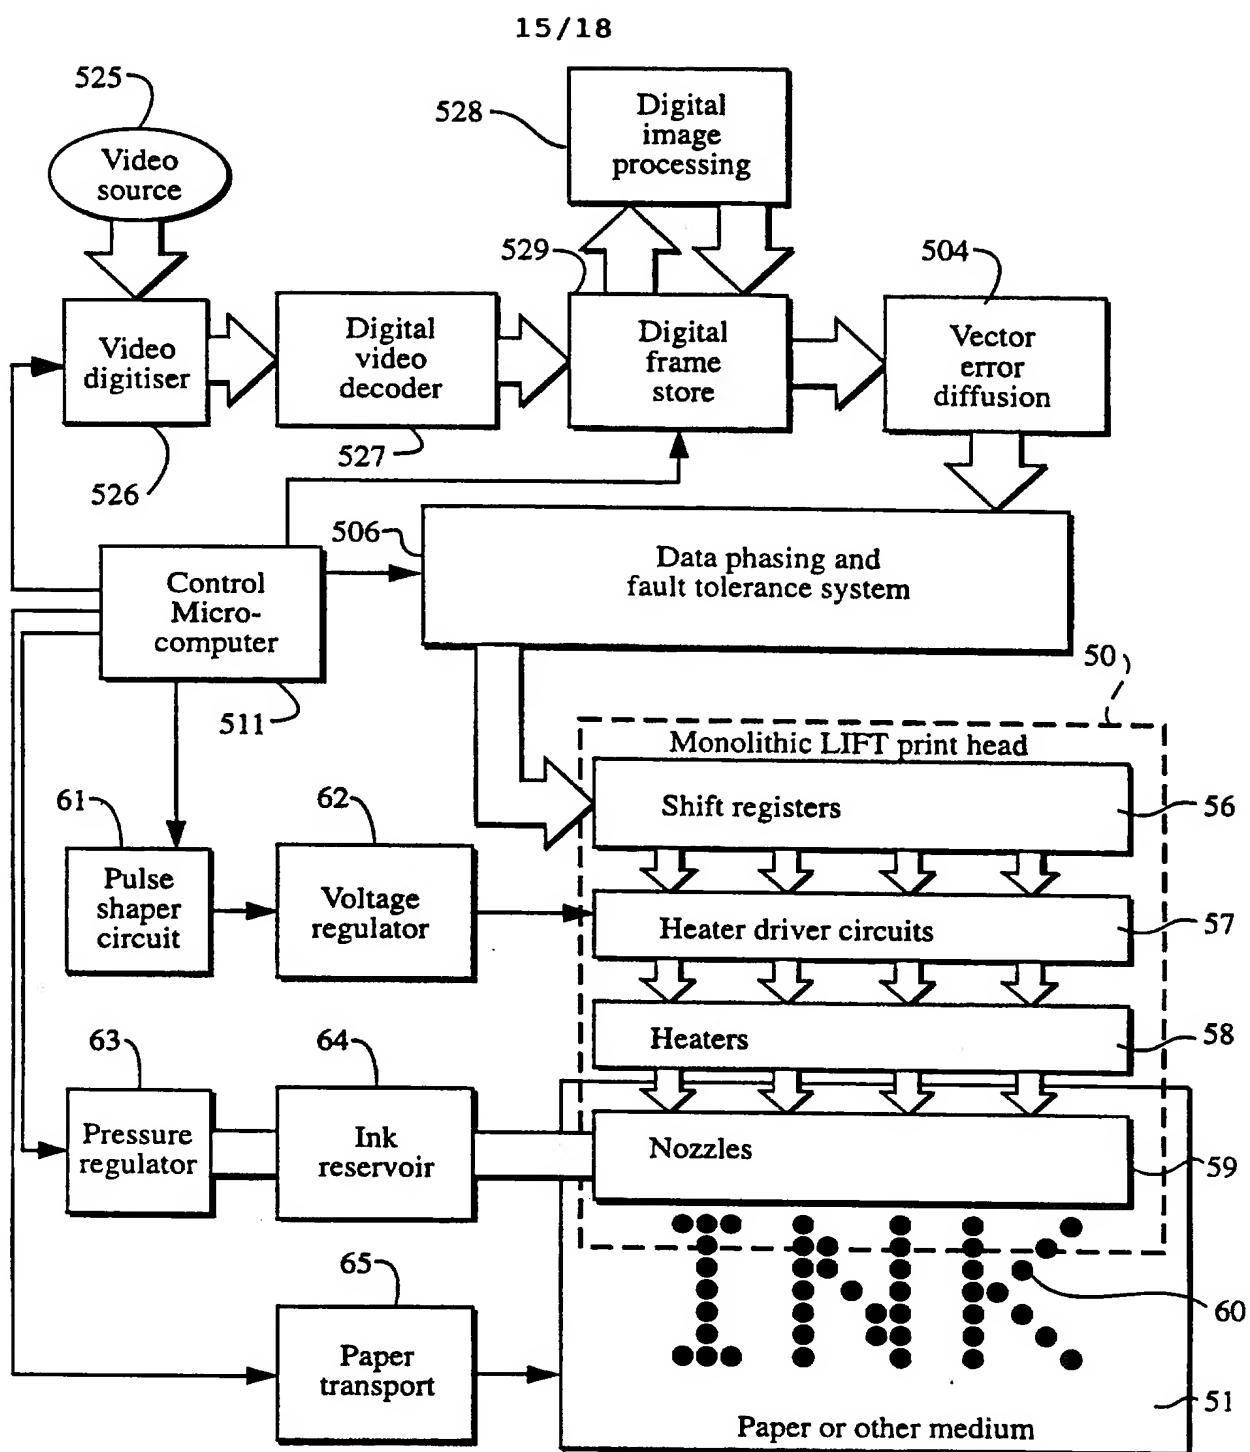 15/18
525
Video
source
528
Digital
image
processing
529
504
Video
digitiser
Digital
video
decoder
Digital
frame
store
Vector
error
diffusion
526
527
506
Control
Micro-
computer
Data phasing and
fault tolerance system
511
50
Monolithic LIFT print head
61
62
Shift registers
56
Pulse
shaper
circuit
Voltage
regulator
Heater driver circuits
57
63
64
Heaters
58
Pressure
regulator
Ink
reservoir
Nozzles
59
INK
60
65
Paper
transport
51
Paper or other medium